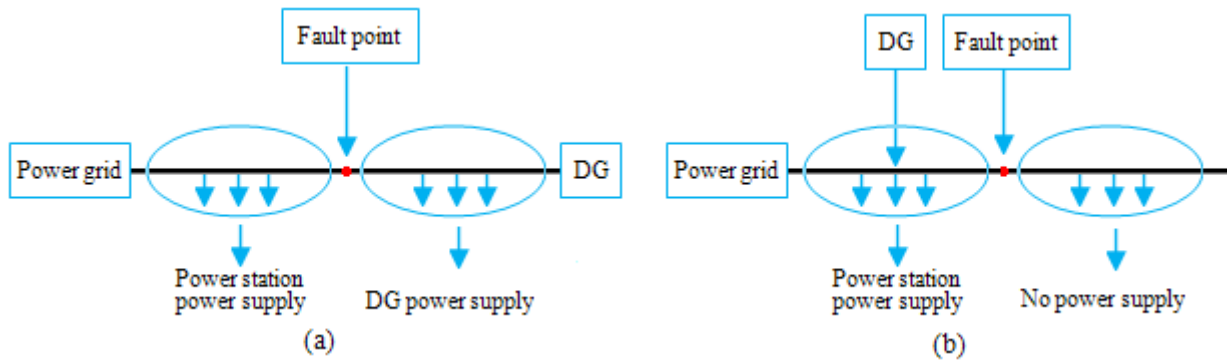 Fault point
Power grid
DG
Power station
power supply
DG power supply
(a)
DG
Fault point
Power grid
Power station
power supply
No power supply
(b)